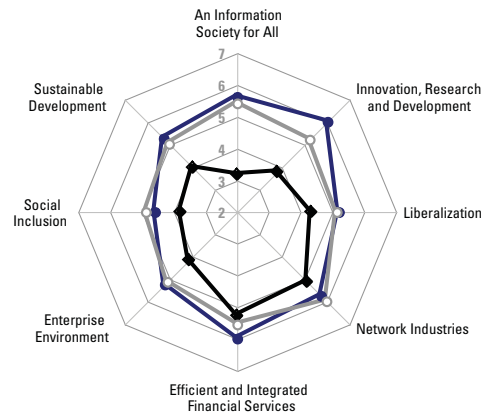 An Information
Society for All
7
6
5
4
3
2
Innovation, Research
and Development
Liberalization
Network Industries
Efficient and Integrated
Financial Services
Enterprise
Environment
Social
Inclusion
Sustainable
Development